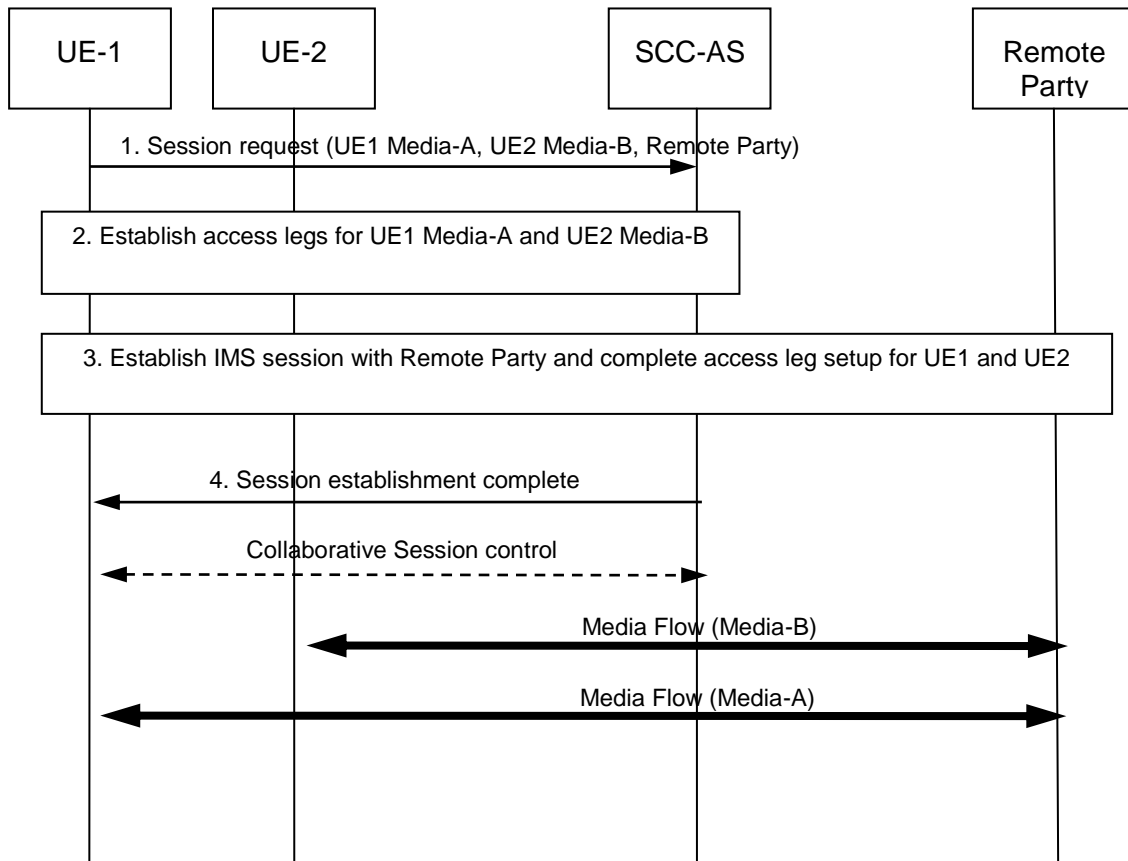 UE-1
UE-2
SCC-AS
Remote
Party
1. Session request (UE1 Media-A, UE2 Media-B, Remote Party)
2. Establish access legs for UE1 Media-A and UE2 Media-B
3. Establish IMS session with Remote Party and complete access leg setup for UE1 and UE2
4. Session establishment complete
Collaborative Session control
Media Flow (Media-B)
Media Flow (Media-A)